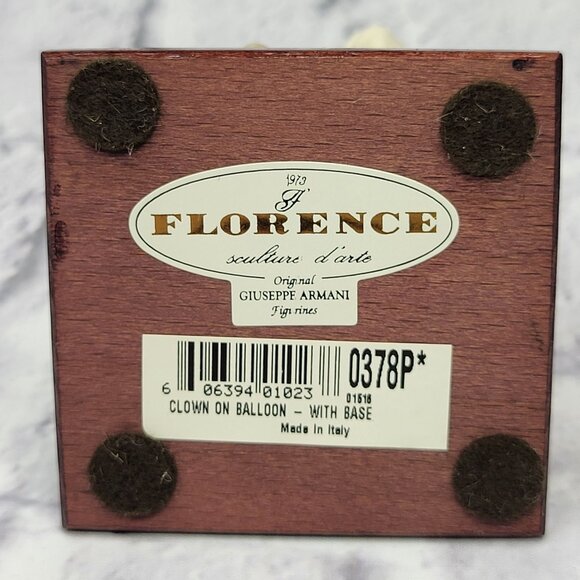 1973
F
FLORENCE
sculture d'arte
Original
GIUSEPPE ARMANI
Figurines
0378P*
6 06394 01023
01516
CLOWN ON BALLOON – WITH BASE
Made in Italy